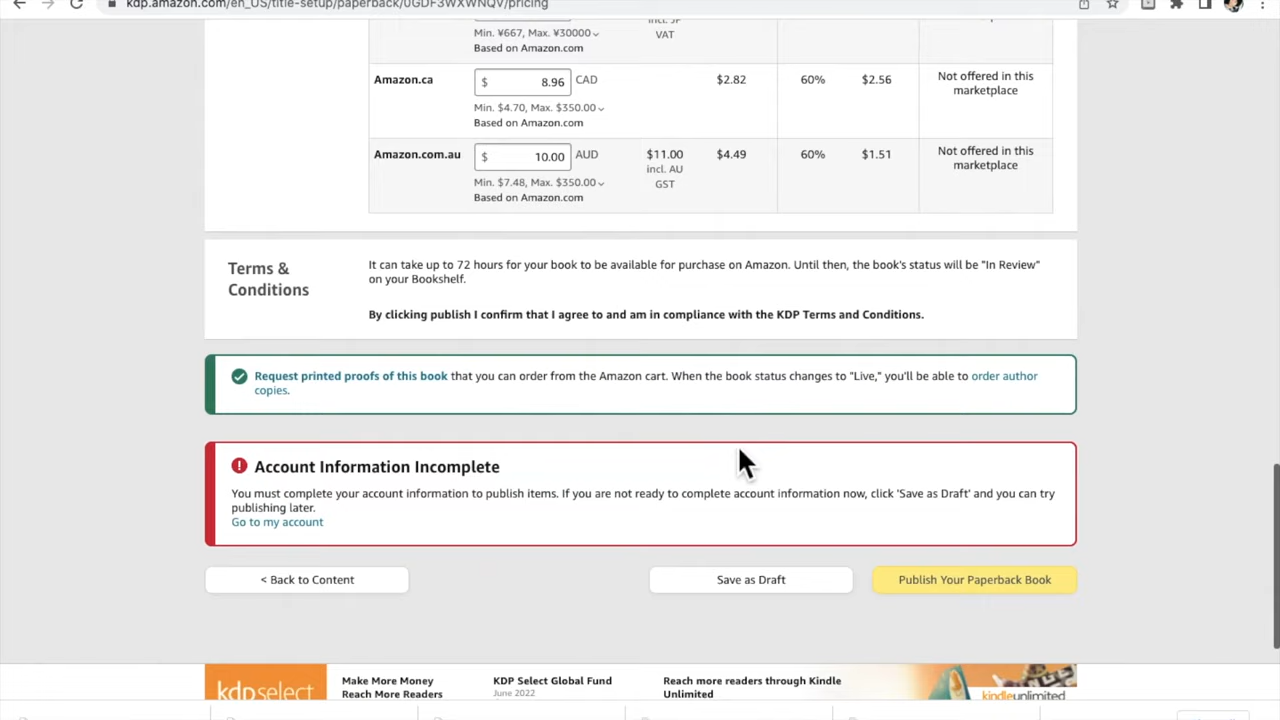 kdp.amazon.com/en_US/title-setup/paperback/0GDF3WXWNQV/pricing
incl. JP
VAT
Min. ¥667, Max. ¥30000
Based on Amazon.com
Amazon.ca
$ 8.96 CAD
$2.82
60%
$2.56
Not offered in this
marketplace
Min. $4.70, Max. $350.00
Based on Amazon.com
Amazon.com.au
$ 10.00 AUD
$11.00
incl. AU
GST
$4.49
60%
$1.51
Not offered in this
marketplace
Min. $7.48, Max. $350.00
Based on Amazon.com
Terms &
Conditions
It can take up to 72 hours for your book to be available for purchase on Amazon. Until then, the book's status will be "In Review"
on your Bookshelf.
By clicking publish I confirm that I agree to and am in compliance with the KDP Terms and Conditions.
Request printed proofs of this book that you can order from the Amazon cart. When the book status changes to "Live," you'll be able to order author
copies.
Account Information Incomplete
You must complete your account information to publish items. If you are not ready to complete account information now, click 'Save as Draft' and you can try
publishing later.
Go to my account
< Back to Content
Save as Draft
Publish Your Paperback Book
kdpselect
Make More Money
Reach More Readers
KDP Select Global Fund
June 2022
Reach more readers through Kindle
Unlimited
kindleunlimited